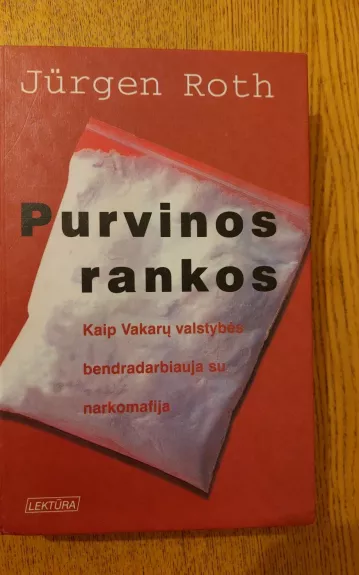 Jürgen Roth
Purvinos
rankos
Kaip Vakarų valstybės
bendradarbiauja su
narkomafija
LEKTŪRA